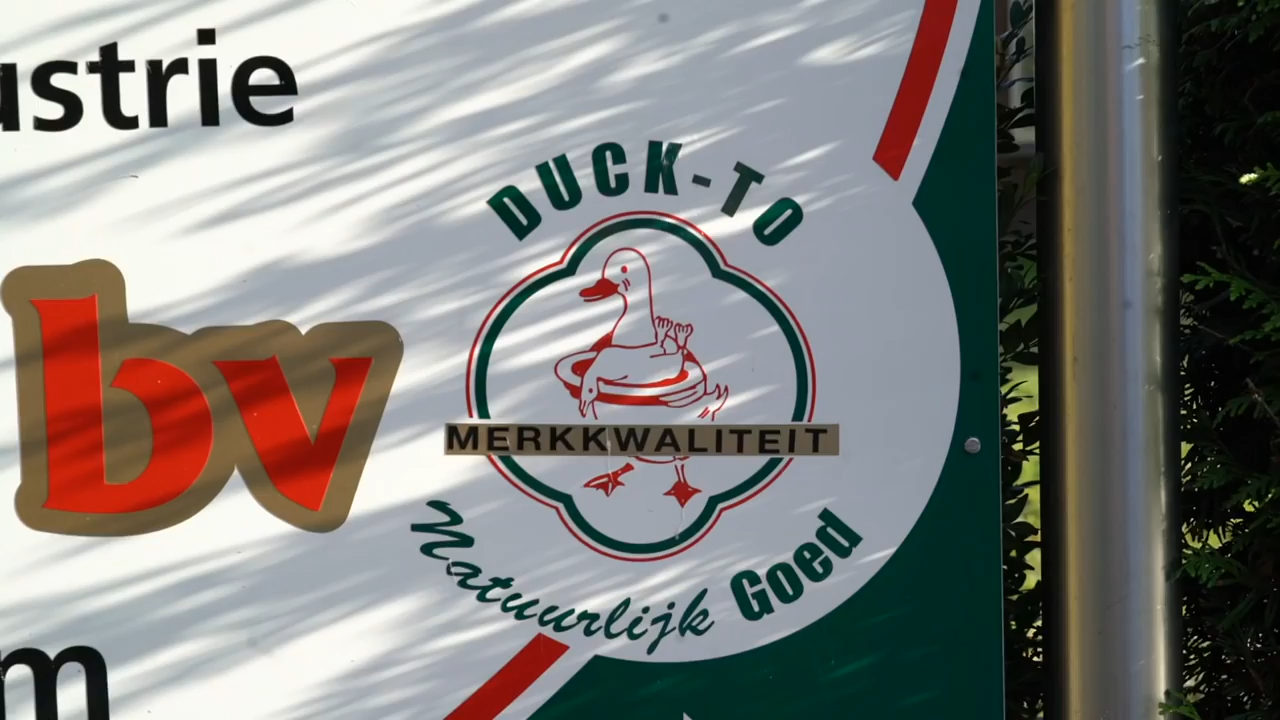 ustrie
DUCK-TO
bv
MERKKWALITEIT
Natuurlijk Goed
m